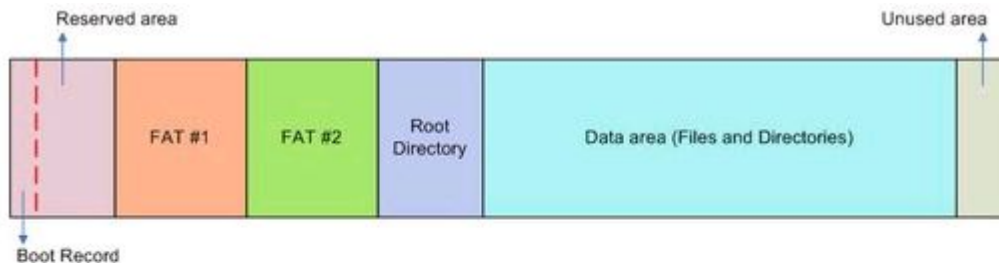 Reserved area
Unused area
FAT #1
FAT #2
Root
Directory
Data area (Files and Directories)
Boot Record